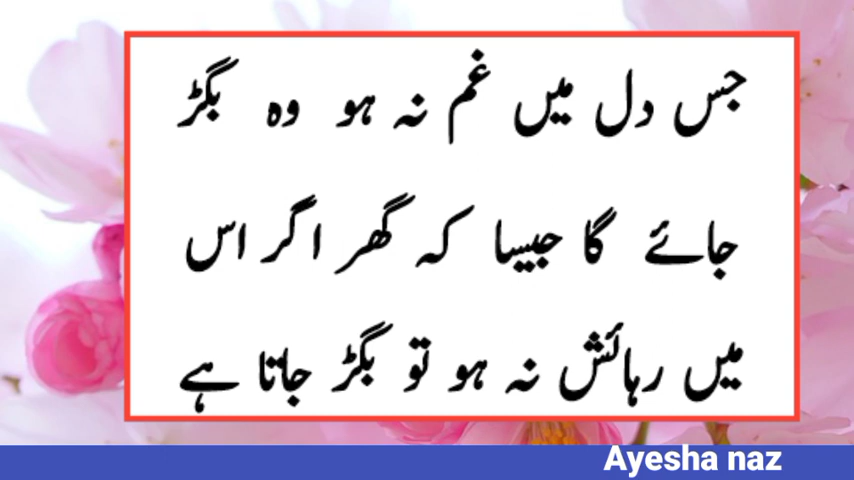 جس دل میں غم نہ ہو وہ بگڑ
جائے گا جیسا کہ گھر اگر اس
میں رہائش نہ ہو تو بگڑ جاتا ہے
Ayesha naz